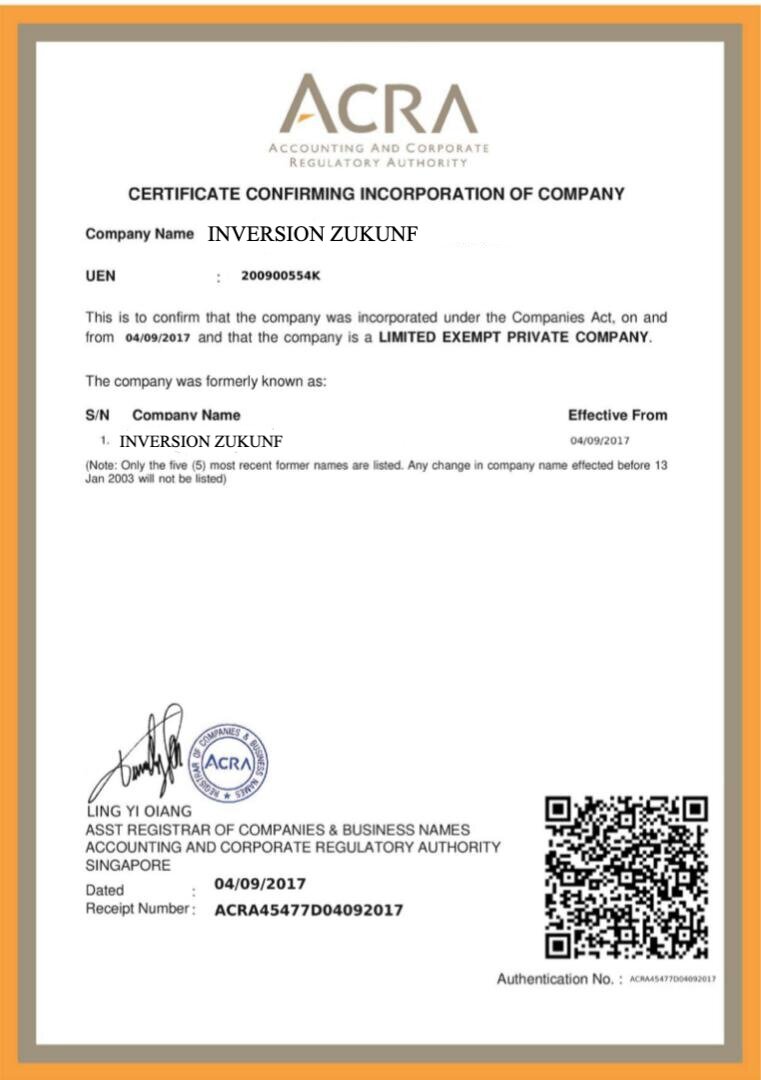 ACRA
ACCOUNTING AND CORPORATE
REGULATORY AUTHORITY
CERTIFICATE CONFIRMING INCORPORATION OF COMPANY
Company Name INVERSION ZUKUNF
UEN : 200900554K
This is to confirm that the company was incorporated under the Companies Act, on and
from 04/09/2017 and that the company is a LIMITED EXEMPT PRIVATE COMPANY.
The company was formerly known as:
S/N Company Name Effective From
1. INVERSION ZUKUNF 04/09/2017
(Note: Only the five (5) most recent former names are listed. Any change in company name effected before 13
Jan 2003 will not be listed)
REGISTRAR OF COMPANIES & BUSINESS NAMES
ACRA
LING YI OIANG
ASST REGISTRAR OF COMPANIES & BUSINESS NAMES
ACCOUNTING AND CORPORATE REGULATORY AUTHORITY
SINGAPORE
Dated : 04/09/2017
Receipt Number : ACRA45477D04092017
Authentication No. : ACRA45477D04092017